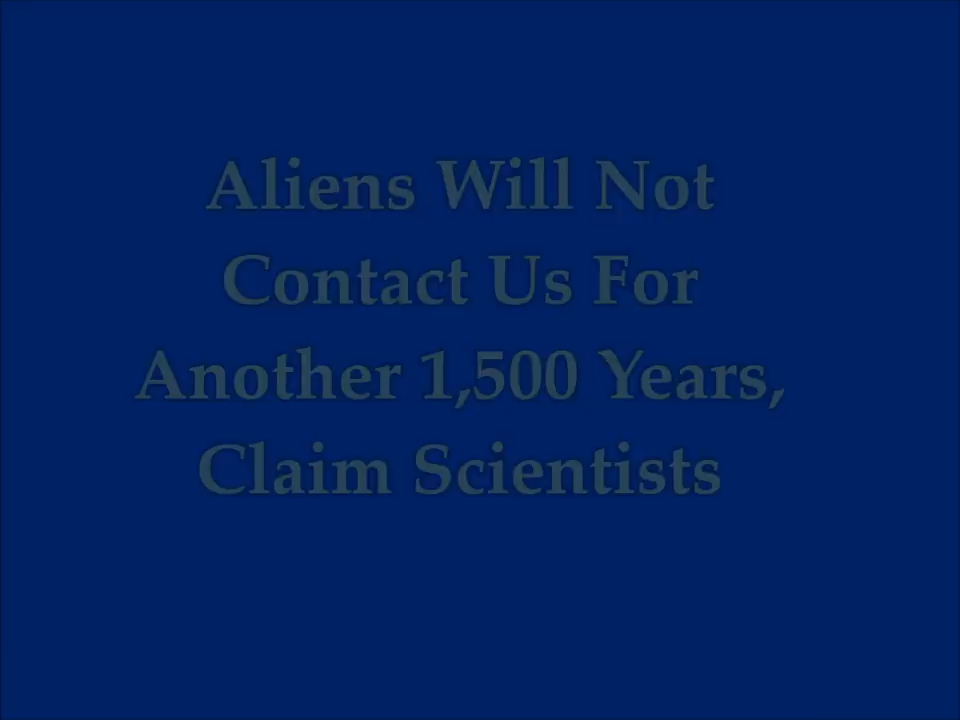 Aliens Will Not
Contact Us For
Another 1,500 Years,
Claim Scientists